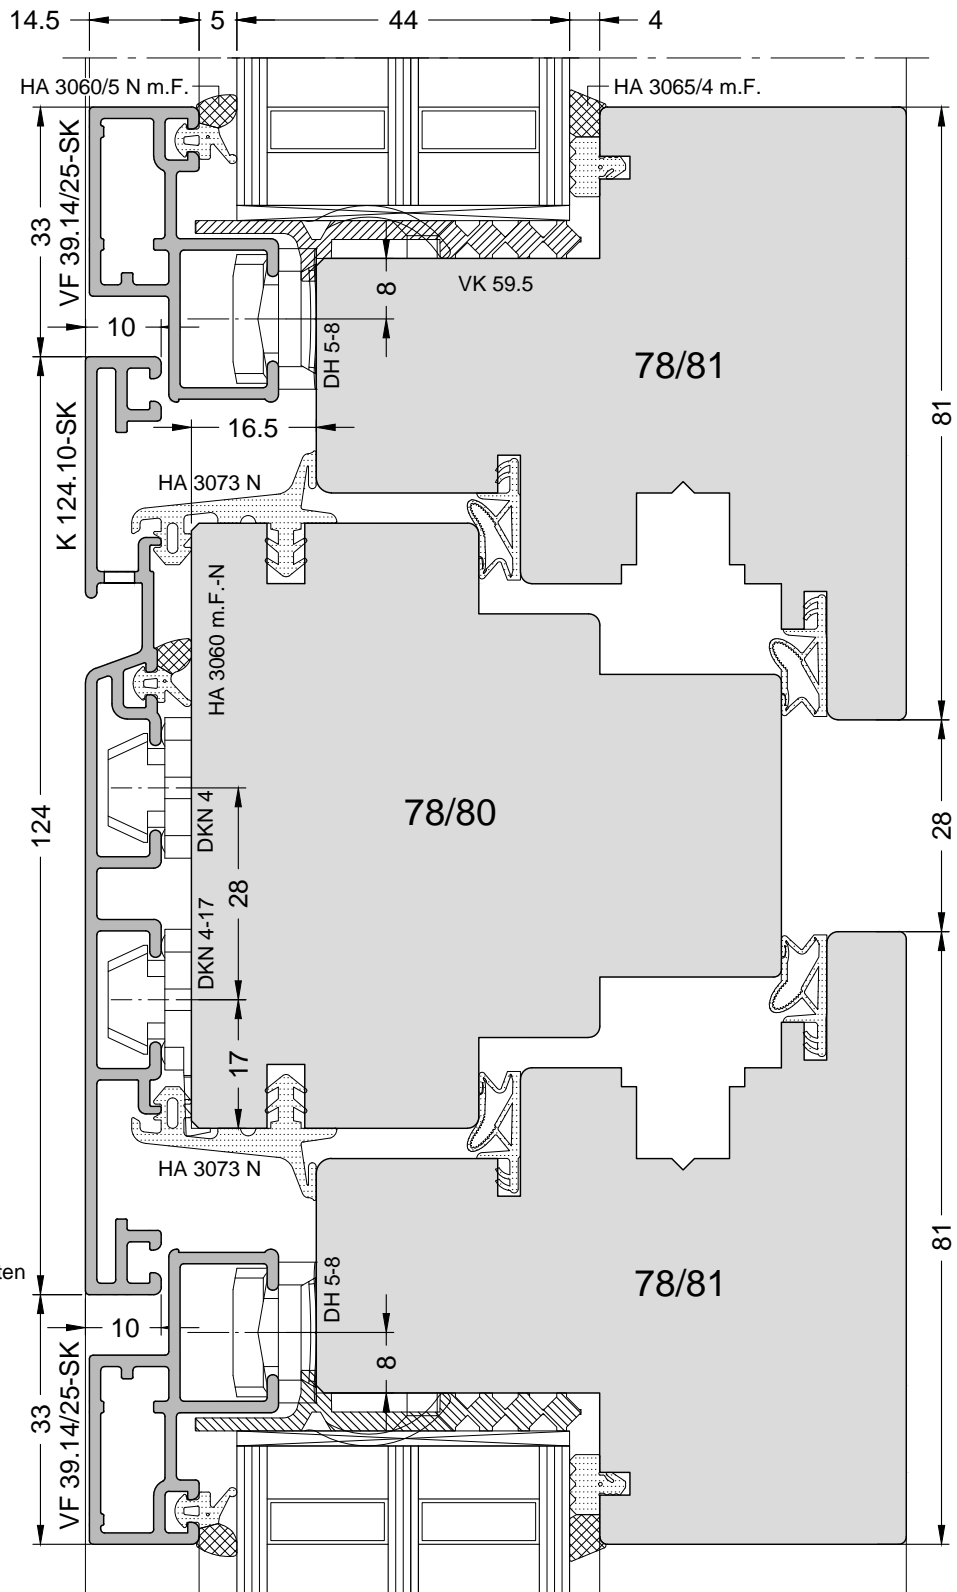 14.5
5
44
4
HA 3060/5 N m.F.
HA 3065/4 m.F.
33
VF 39.14/25-SK
VK 59.5
8
10
DH 5-8
78/81
81
16.5
K 124.10-SK
HA 3073 N
HA 3060 m.F.-N
124
DKN 4
78/80
28
28
DKN 4-17
17
HA 3073 N
81
DH 5-8
78/81
ten
10
8
33
VF 39.14/25-SK